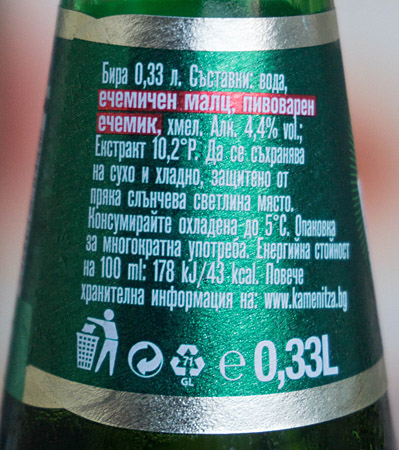 Бира 0,33 л. Съставки: вода,
ечемичен малц, пивоварен
ечемик, хмел. Алк. 4,4% vol.;
Екстракт 10,2°P. Да се съхранява
на сухо и хладно, защитено от
пряка слънчева светлина място.
Консумирайте охладена до 5°C. Опаковка
за многократна употреба. Енергийна стойност
на 100 ml: 178 kJ/43 kcal. Повече
хранителна информация на: www.kamenitza.bg
71
GL
e 0,33L